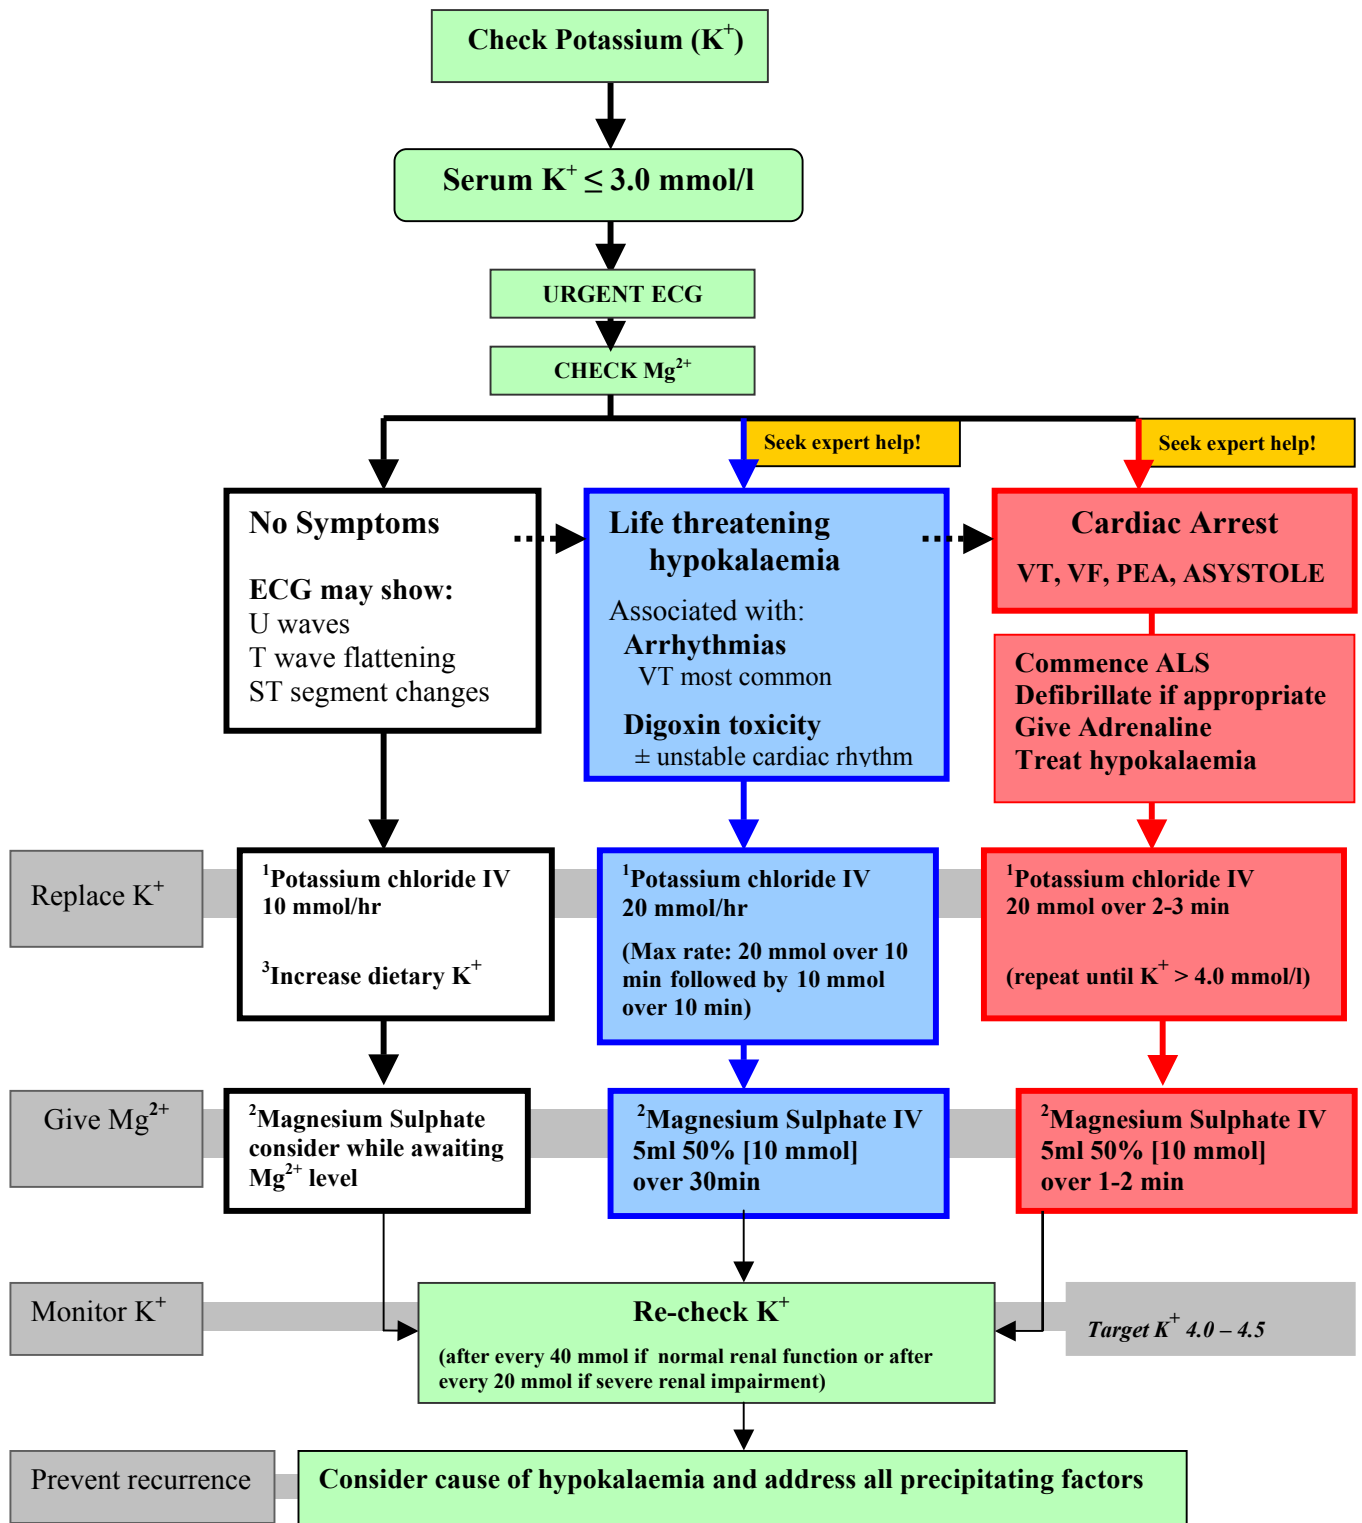 Check Potassium (K⁺)
Serum K⁺ ≤ 3.0 mmol/l
URGENT ECG
CHECK Mg²⁺
Seek expert help!
Seek expert help!
No Symptoms
ECG may show:
U waves
T wave flattening
ST segment changes
Life threatening
hypokalaemia
Associated with:
Arrhythmias
VT most common
Digoxin toxicity
± unstable cardiac rhythm
Cardiac Arrest
VT, VF, PEA, ASYSTOLE
Commence ALS
Defibrillate if appropriate
Give Adrenaline
Treat hypokalaemia
Replace K⁺
¹Potassium chloride IV
10 mmol/hr
³Increase dietary K⁺
¹Potassium chloride IV
20 mmol/hr
(Max rate: 20 mmol over 10
min followed by 10 mmol
over 10 min)
¹Potassium chloride IV
20 mmol over 2-3 min
(repeat until K⁺ > 4.0 mmol/l)
Give Mg²⁺
²Magnesium Sulphate
consider while awaiting
Mg²⁺ level
²Magnesium Sulphate IV
5ml 50% [10 mmol]
over 30min
²Magnesium Sulphate IV
5ml 50% [10 mmol]
over 1-2 min
Monitor K⁺
Re-check K⁺
(after every 40 mmol if normal renal function or after
every 20 mmol if severe renal impairment)
Target K⁺ 4.0 – 4.5
Prevent recurrence
Consider cause of hypokalaemia and address all precipitating factors